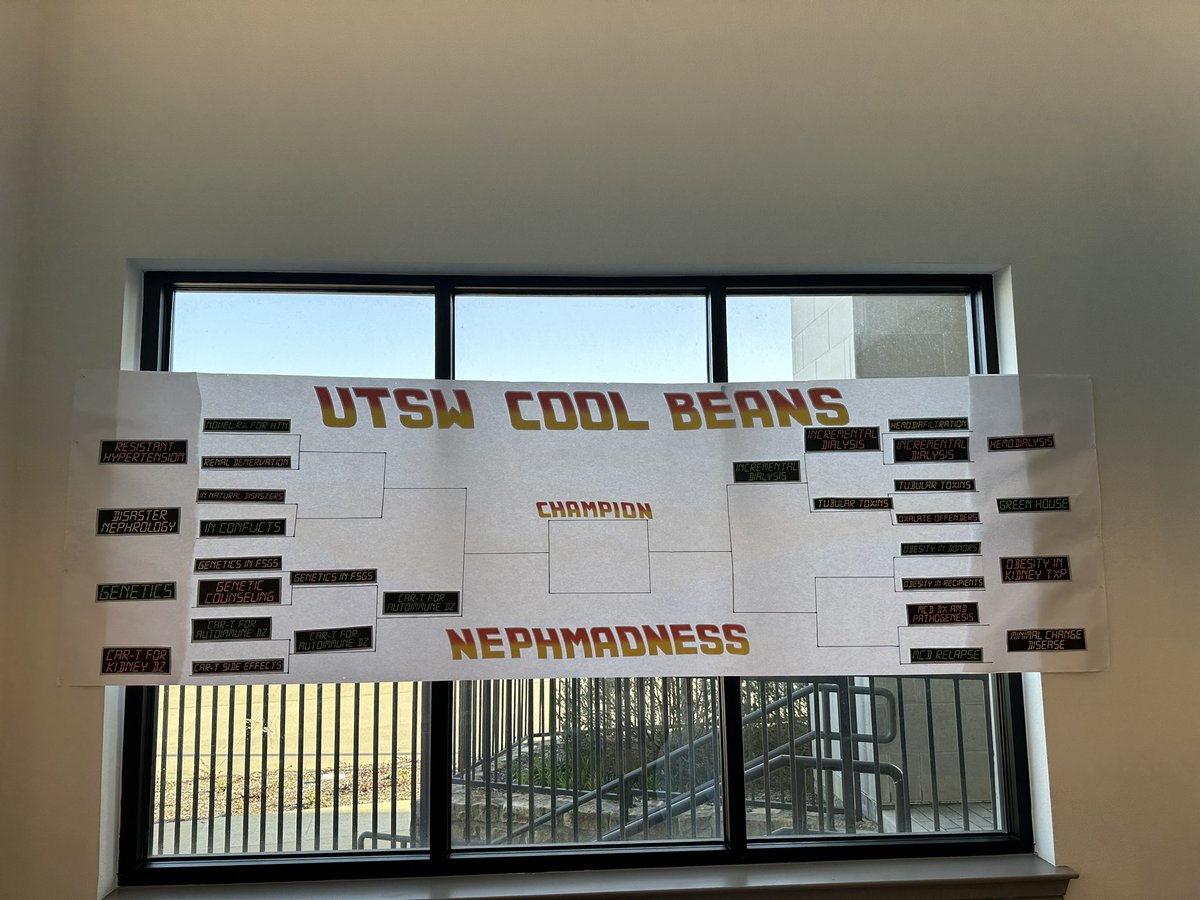 UTSW COOL BEANS
RESISTANT
HYPERTENSION
DISASTER
NEPHROLOGY
GENETICS
CAR-T FOR
KIDNEY DZ
NOVEL RX FOR HTN
RENAL DENERVATION
IN NATURAL DISASTERS
IN CONFLICTS
GENETICS IN FSGS
GENETIC
COUNSELING
CAR-T FOR
AUTOIMMUNE DZ
CAR-T SIDE EFFECTS
GENETICS IN FSGS
CAR-T FOR
AUTOIMMUNE DZ
CAR-T FOR
AUTOIMMUNE DZ
CHAMPION
NEPHMADNESS
INCREMENTAL
DIALYSIS
INCREMENTAL
DIALYSIS
TUBULAR TOXINS
HEMODIAFILTRATION
INCREMENTAL
DIALYSIS
TUBULAR TOXINS
OXALATE OFFENDERS
OBESITY IN DONORS
OBESITY IN RECIPIENTS
MCD DX AND
PATHOGENESIS
MCD RELAPSE
HEMODIALYSIS
GREEN HOUSE
OBESITY IN
KIDNEY TXP
MINIMAL CHANGE
DISEASE